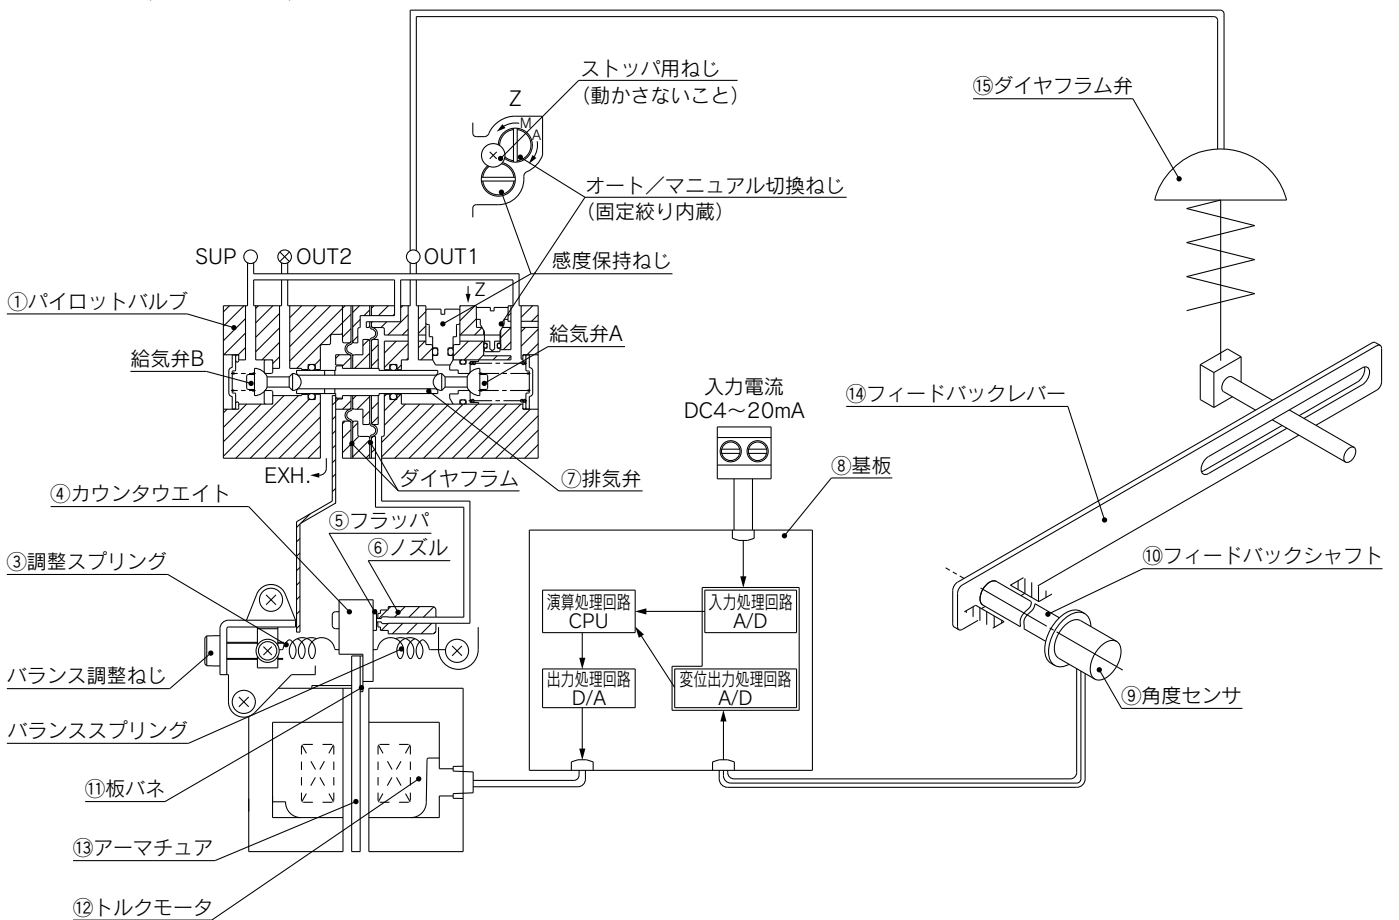 ストッパ用ねじ
（動かさないこと）
Z
M
A
⑮ダイヤフラム弁
オート／マニュアル切換ねじ
（固定絞り内蔵）
SUP
OUT2
OUT1
感度保持ねじ
Z
①パイロットバルブ
給気弁B
給気弁A
入力電流
DC4～20mA
⑭フィードバックレバー
EXH.
ダイヤフラム
⑦排気弁
⑧基板
④カウンタウエイト
⑤フラッパ
⑥ノズル
③調整スプリング
⑩フィードバックシャフト
演算処理回路
CPU
入力処理回路
A/D
バランス調整ねじ
出力処理回路
D/A
変位出力処理回路
A/D
⑨角度センサ
バランススプリング
⑪板バネ
⑬アーマチュア
⑫トルクモータ